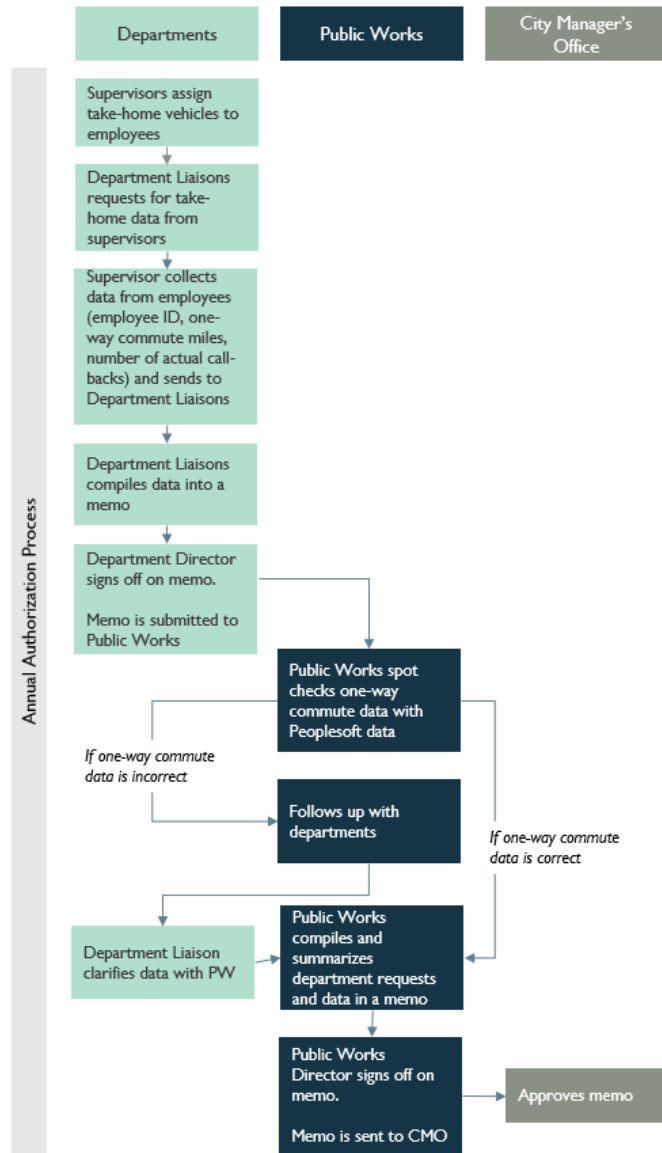 Departments
Public Works
City Manager's
Office
Annual Authorization Process
Supervisors assign
take-home vehicles to
employees
Department Liaisons
requests for take-
home data from
supervisors
Supervisor collects
data from employees
(employee ID, one-
way commute miles,
number of actual call-
backs) and sends to
Department Liaisons
Department Liaisons
compiles data into a
memo
Department Director
signs off on memo.
Memo is submitted to
Public Works
Public Works spot
checks one-way
commute data with
Peoplesoft data
If one-way commute
data is incorrect
Follows up with
departments
If one-way commute
data is correct
Department Liaison
clarifies data with PW
Public Works
compiles and
summarizes
department requests
and data in a memo
Public Works
Director signs off on
memo.
Memo is sent to CMO
Approves memo